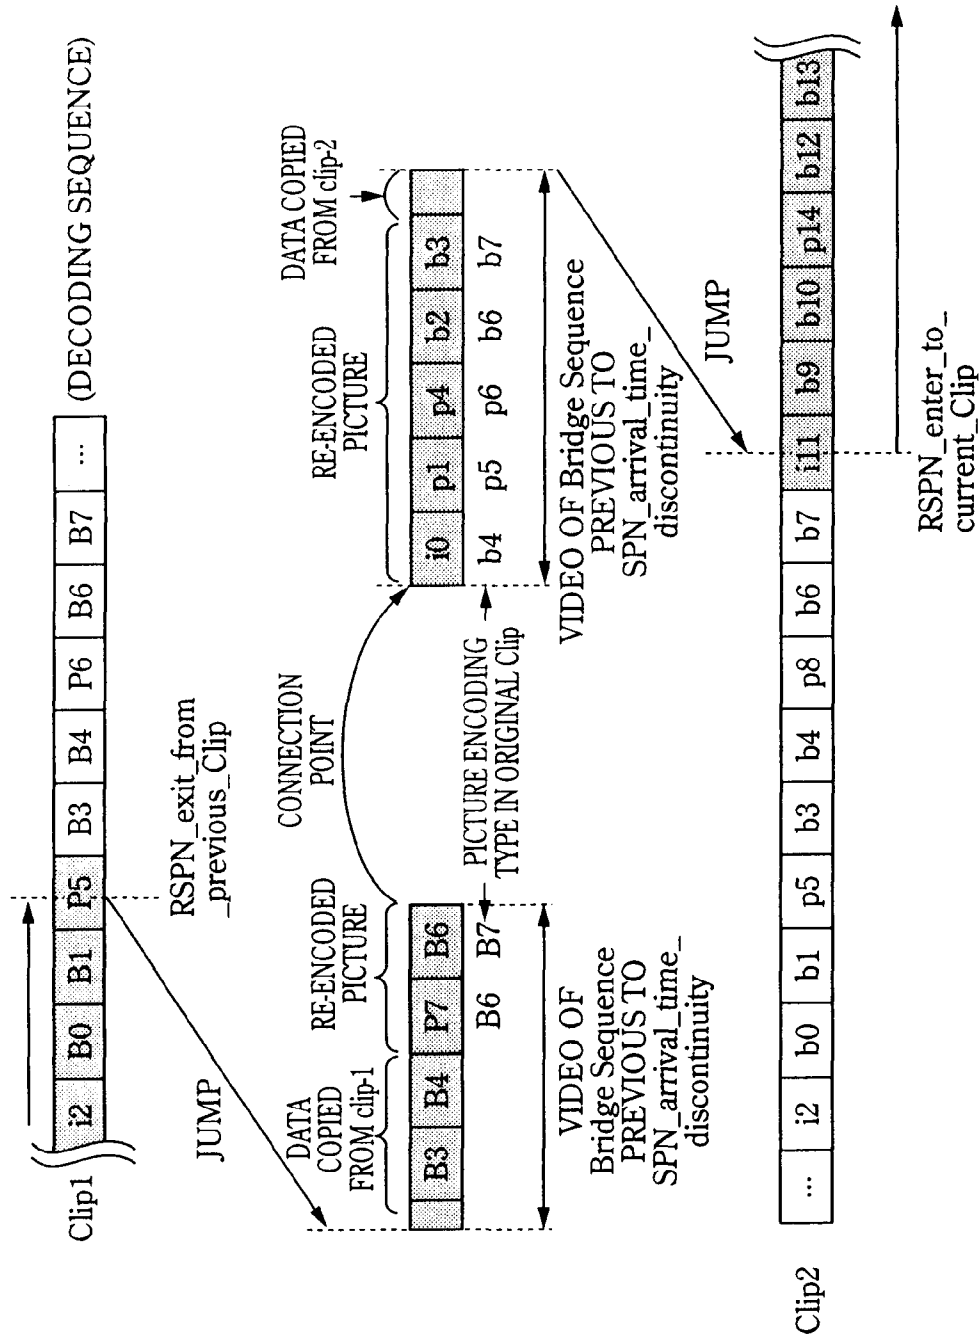 Clip1 i2 B0 B1 P5 B3 B4 P6 B6 B7 ... (DECODING SEQUENCE)
RSPN_exit_from
_previous_Clip
JUMP
DATA
COPIED
FROM clip-1
RE-ENCODED
PICTURE
CONNECTION
POINT
RE-ENCODED
PICTURE
DATA COPIED
FROM clip-2
B3 B4 P7 B6
B6 B7
PICTURE ENCODING
TYPE IN ORIGINAL Clip
i0 p1 p4 b2 b3
b4 p5 p6 b6 b7
VIDEO OF
Bridge Sequence
PREVIOUS TO
SPN_arrival_time_
discontinuity
VIDEO OF Bridge Sequence
PREVIOUS TO
SPN_arrival_time_
discontinuity
JUMP
Clip2 ... i2 b0 b1 p5 b3 b4 p8 b6 b7 i11 b9 b10 p14 b12 b13
RSPN_enter_to_
current_Clip